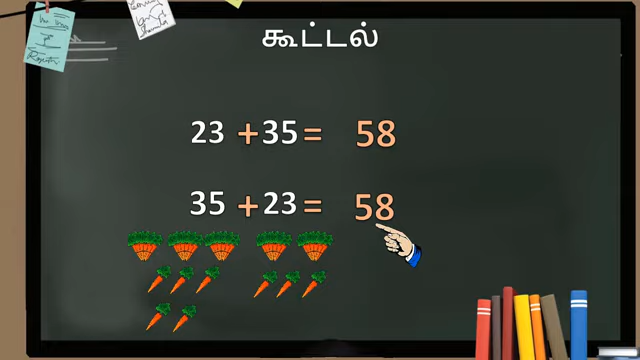 கூட்டல்
23 +35= 58
35 +23= 58